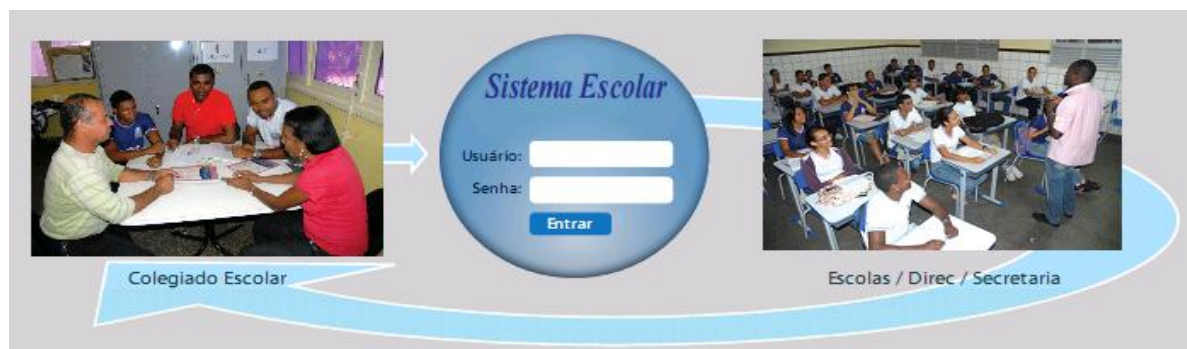 Sistema Escolar
Usuário:
Senha:
Entrar
Colegiado Escolar
Escolas / Direc / Secretaria